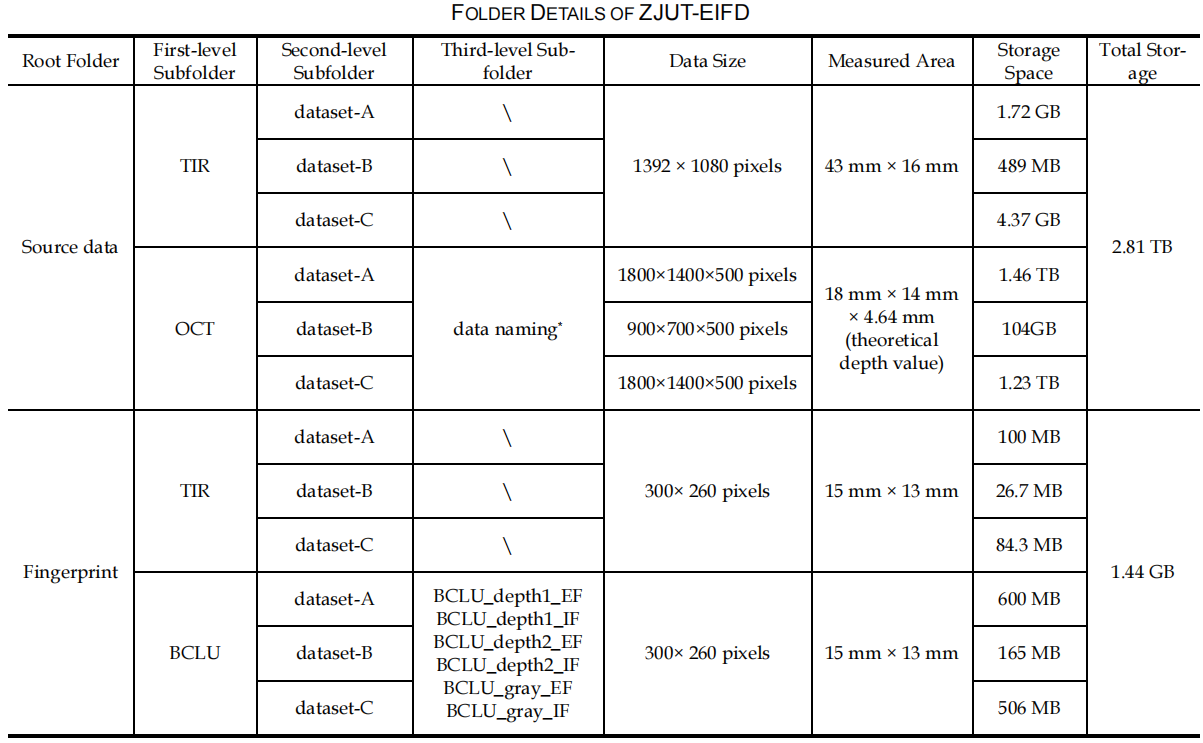 FOLDER DETAILS OF ZJUT-EIFD
Root Folder
First-level
Subfolder
Second-level
Subfolder
Third-level Sub-
folder
Data Size
Measured Area
Storage
Space
Total Stor-
age
Source data
TIR
dataset-A
\
1392 × 1080 pixels
43 mm × 16 mm
1.72 GB
2.81 TB
dataset-B
\
489 MB
dataset-C
\
4.37 GB
OCT
dataset-A
data naming*
1800×1400×500 pixels
18 mm × 14 mm
× 4.64 mm
(theoretical
depth value)
1.46 TB
dataset-B
900×700×500 pixels
104GB
dataset-C
1800×1400×500 pixels
1.23 TB
Fingerprint
TIR
dataset-A
\
300× 260 pixels
15 mm × 13 mm
100 MB
1.44 GB
dataset-B
\
26.7 MB
dataset-C
\
84.3 MB
BCLU
dataset-A
BCLU_depth1_EF
BCLU_depth1_IF
BCLU_depth2_EF
BCLU_depth2_IF
BCLU_gray_EF
BCLU_gray_IF
300× 260 pixels
15 mm × 13 mm
600 MB
dataset-B
165 MB
dataset-C
506 MB